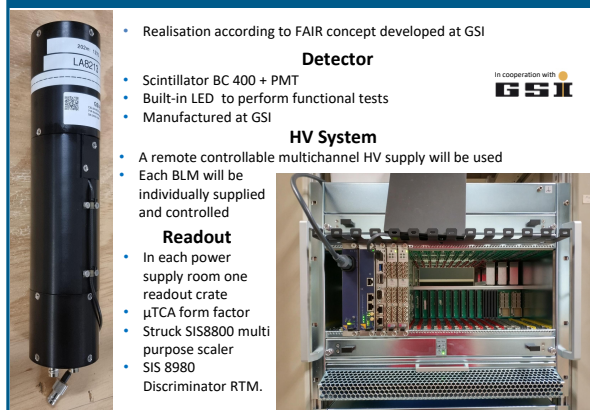 • Realisation according to FAIR concept developed at GSI
Detector
• Scintillator BC 400 + PMT
• Built-in LED to perform functional tests
• Manufactured at GSI
In cooperation with
GSI
HV System
• A remote controllable multichannel HV supply will be used
• Each BLM will be
individually supplied
and controlled
Readout
• In each power
supply room one
readout crate
• µTCA form factor
• Struck SIS8800 multi
purpose scaler
• SIS 8980
Discriminator RTM.